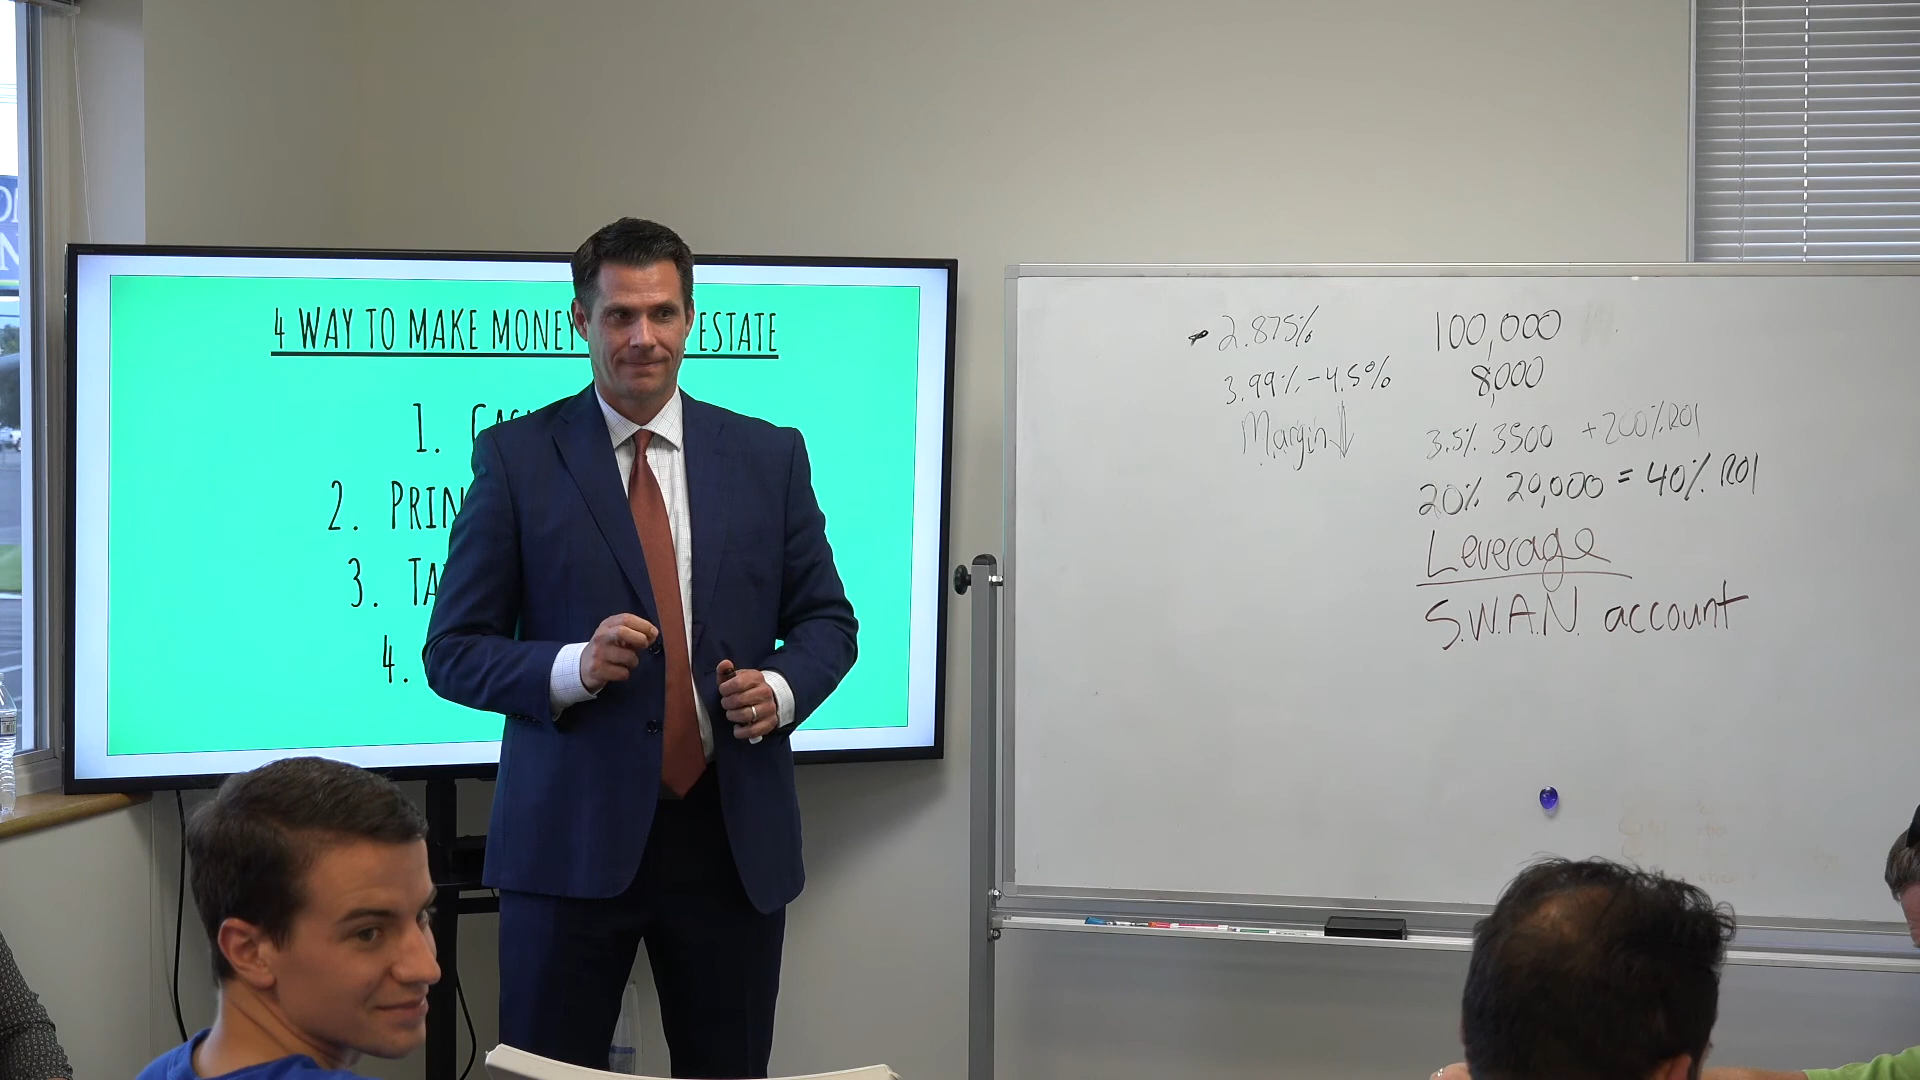 4 WAY TO MAKE MONEY ESTATE
1.
2. PRIN
3. TA
4.
2.875%
3.99% - 4.5%
Margin ↓
100,000
8,000
3.5% 3500 +200% ROI
20% 20,000 = 40% ROI
Leverage
S.W.A.N. account